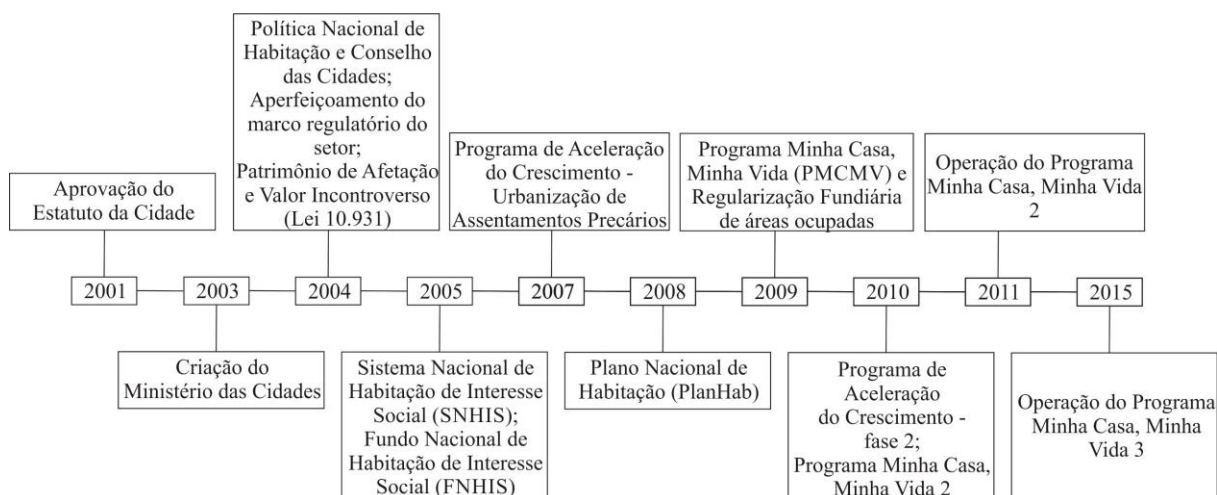 Política Nacional de
Habitação e Conselho
das Cidades;
Aperfeiçoamento do
marco regulatório do
setor;
Patrimônio de Afetação
e Valor Incontroverso
(Lei 10.931)
Aprovação do
Estatuto da Cidade
Programa de Aceleração
do Crescimento -
Urbanização de
Assentamentos Precários
Programa Minha Casa,
Minha Vida (PMCMV) e
Regularização Fundiária
de áreas ocupadas
Operação do Programa
Minha Casa, Minha Vida
2
2001 2003 2004 2005 2007 2008 2009 2010 2011 2015
Criação do
Ministério das Cidades
Sistema Nacional de
Habitação de Interesse
Social (SNHIS);
Fundo Nacional de
Habitação de Interesse
Social (FNHIS)
Plano Nacional de
Habitação (PlanHab)
Programa de
Aceleração
do Crescimento -
fase 2;
Programa Minha Casa,
Minha Vida 2
Operação do Programa
Minha Casa, Minha
Vida 3